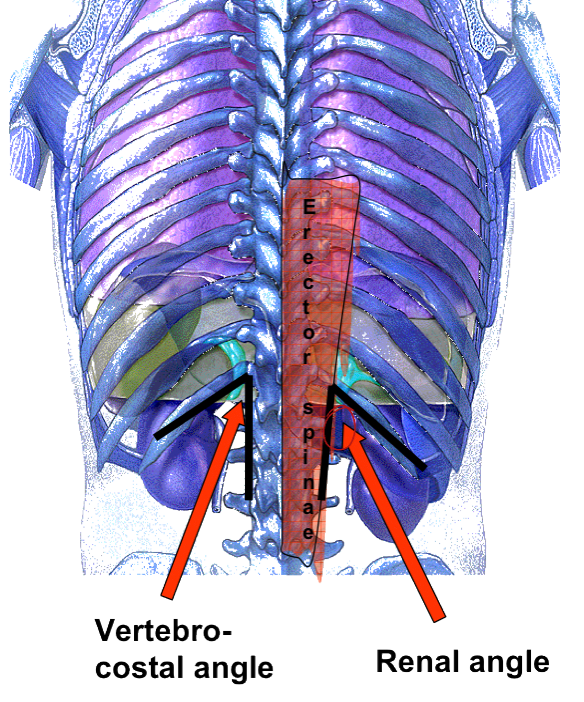 Erector spinae
Vertebro-
costal angle
Renal angle